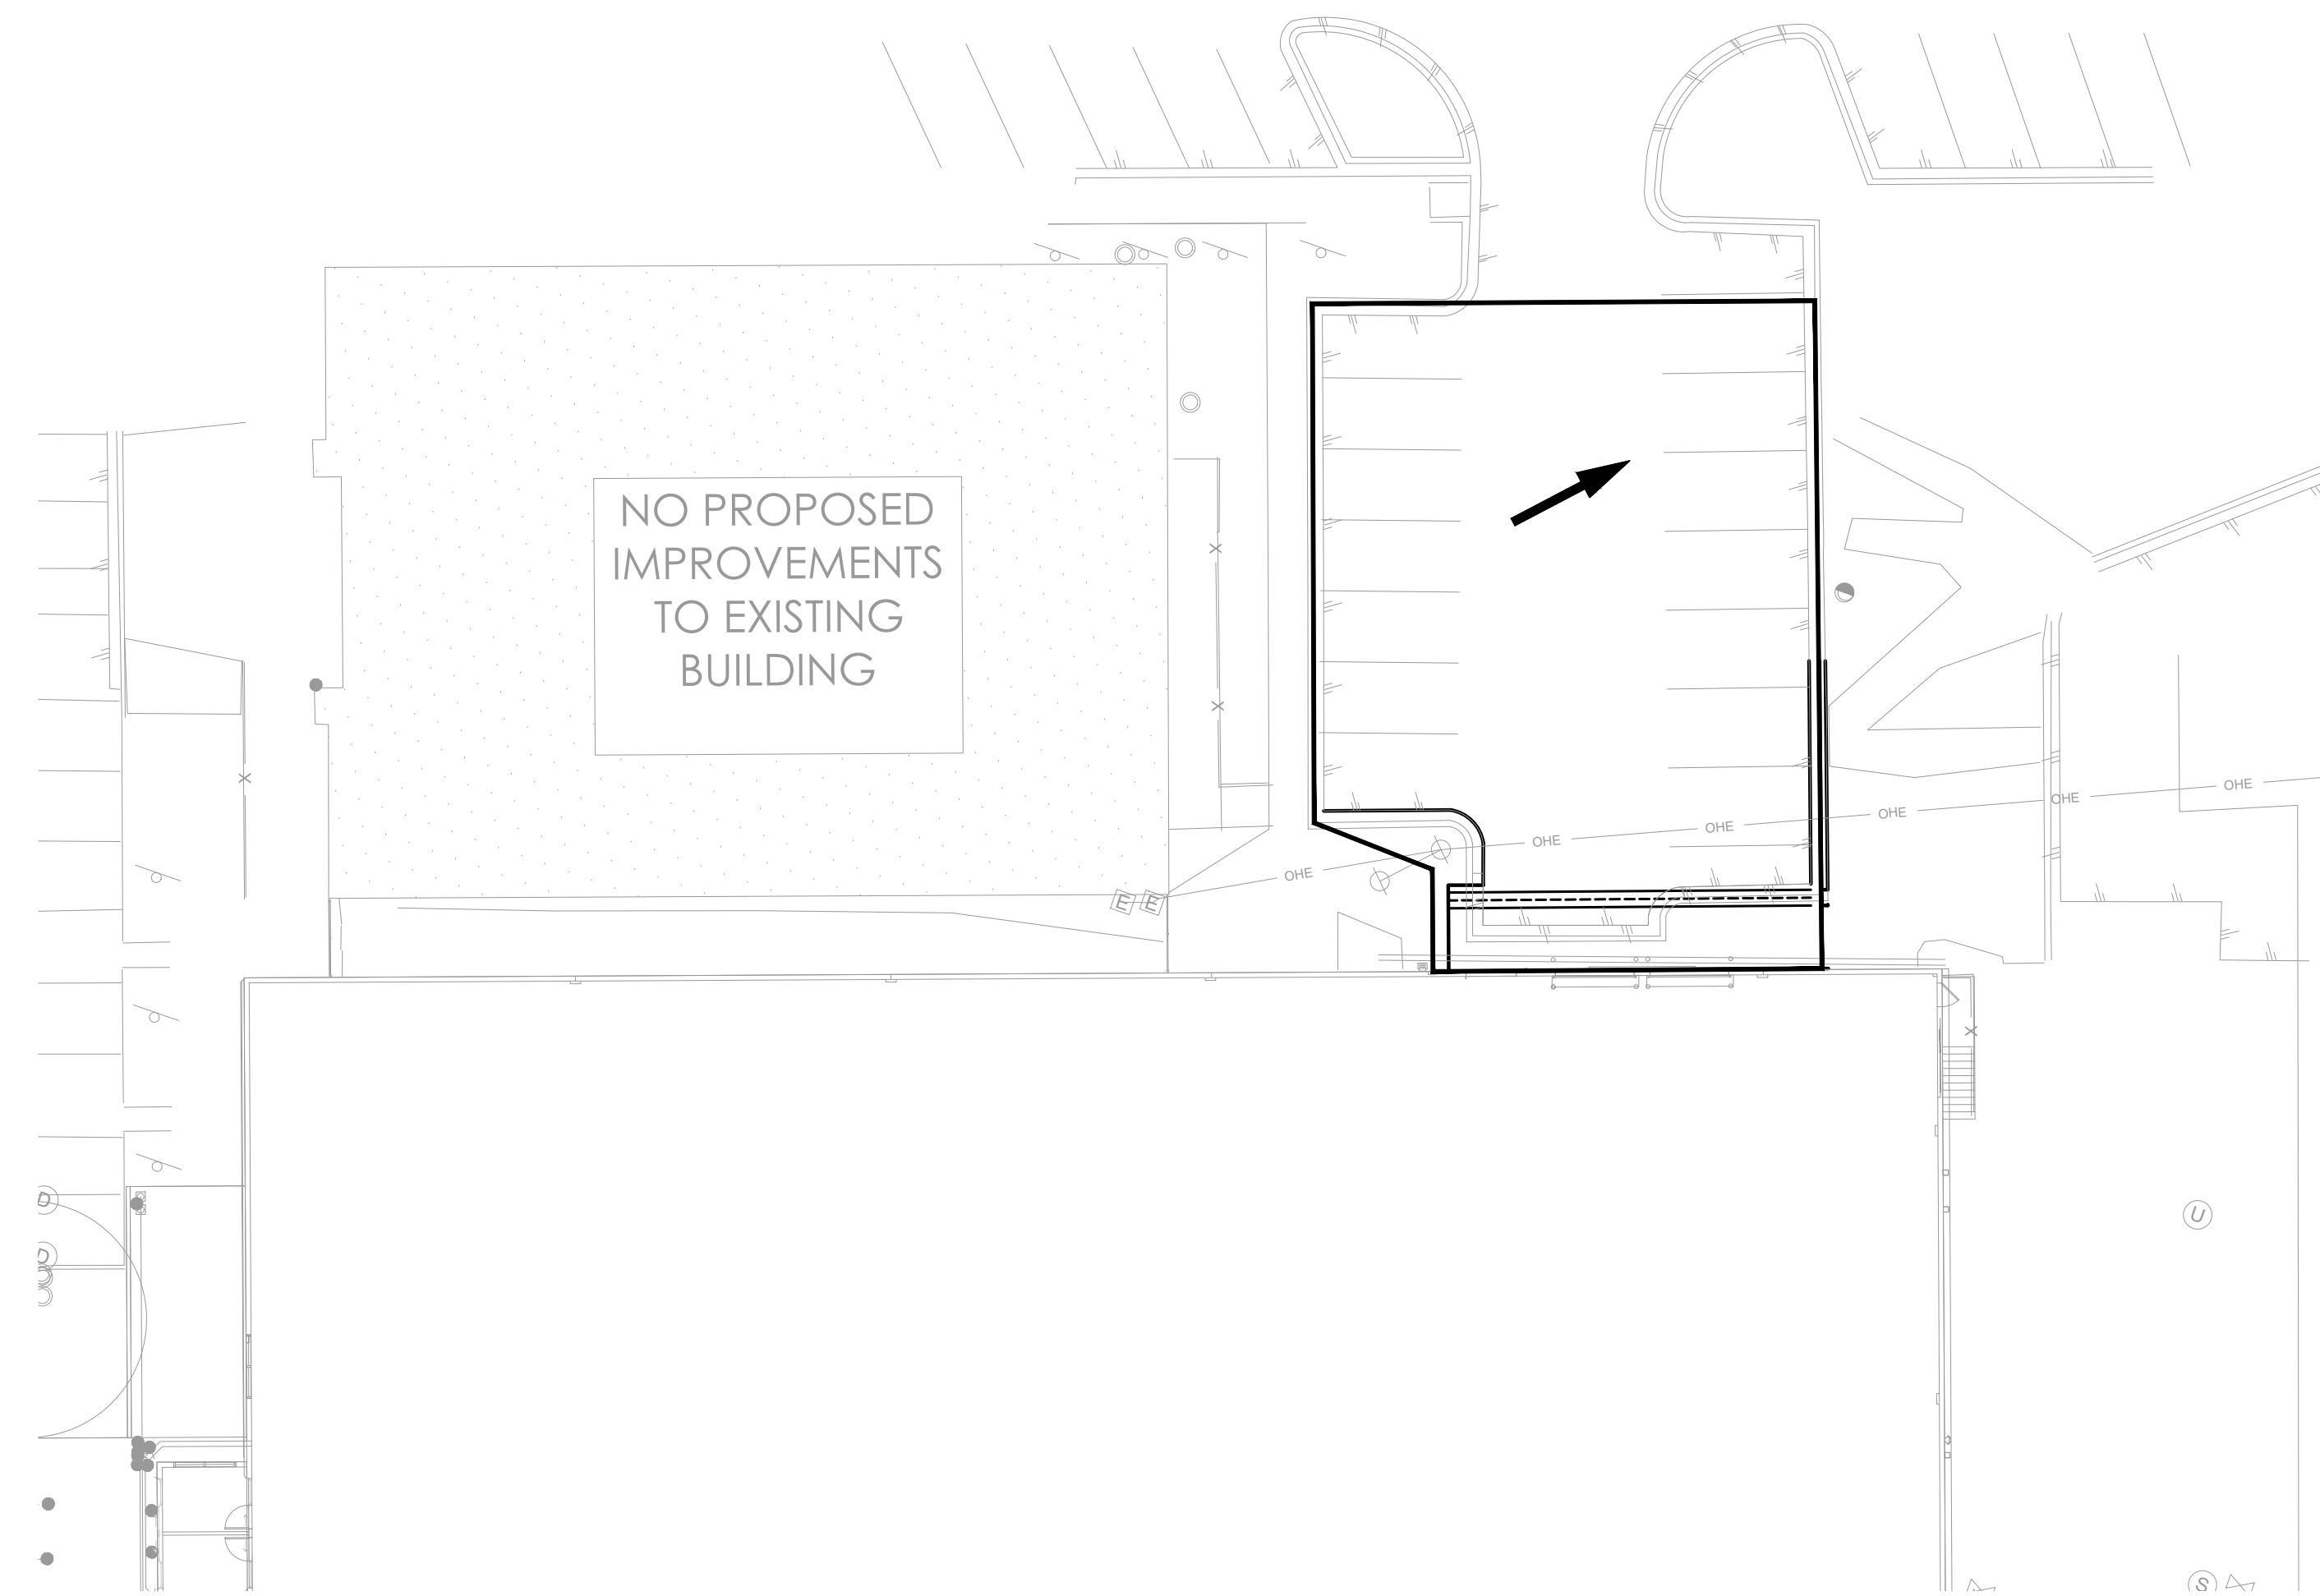 NO PROPOSED
IMPROVEMENTS
TO EXISTING
BUILDING
OHE
OHE
OHE
OHE
OHE
OHE
E E
D
D
U
S